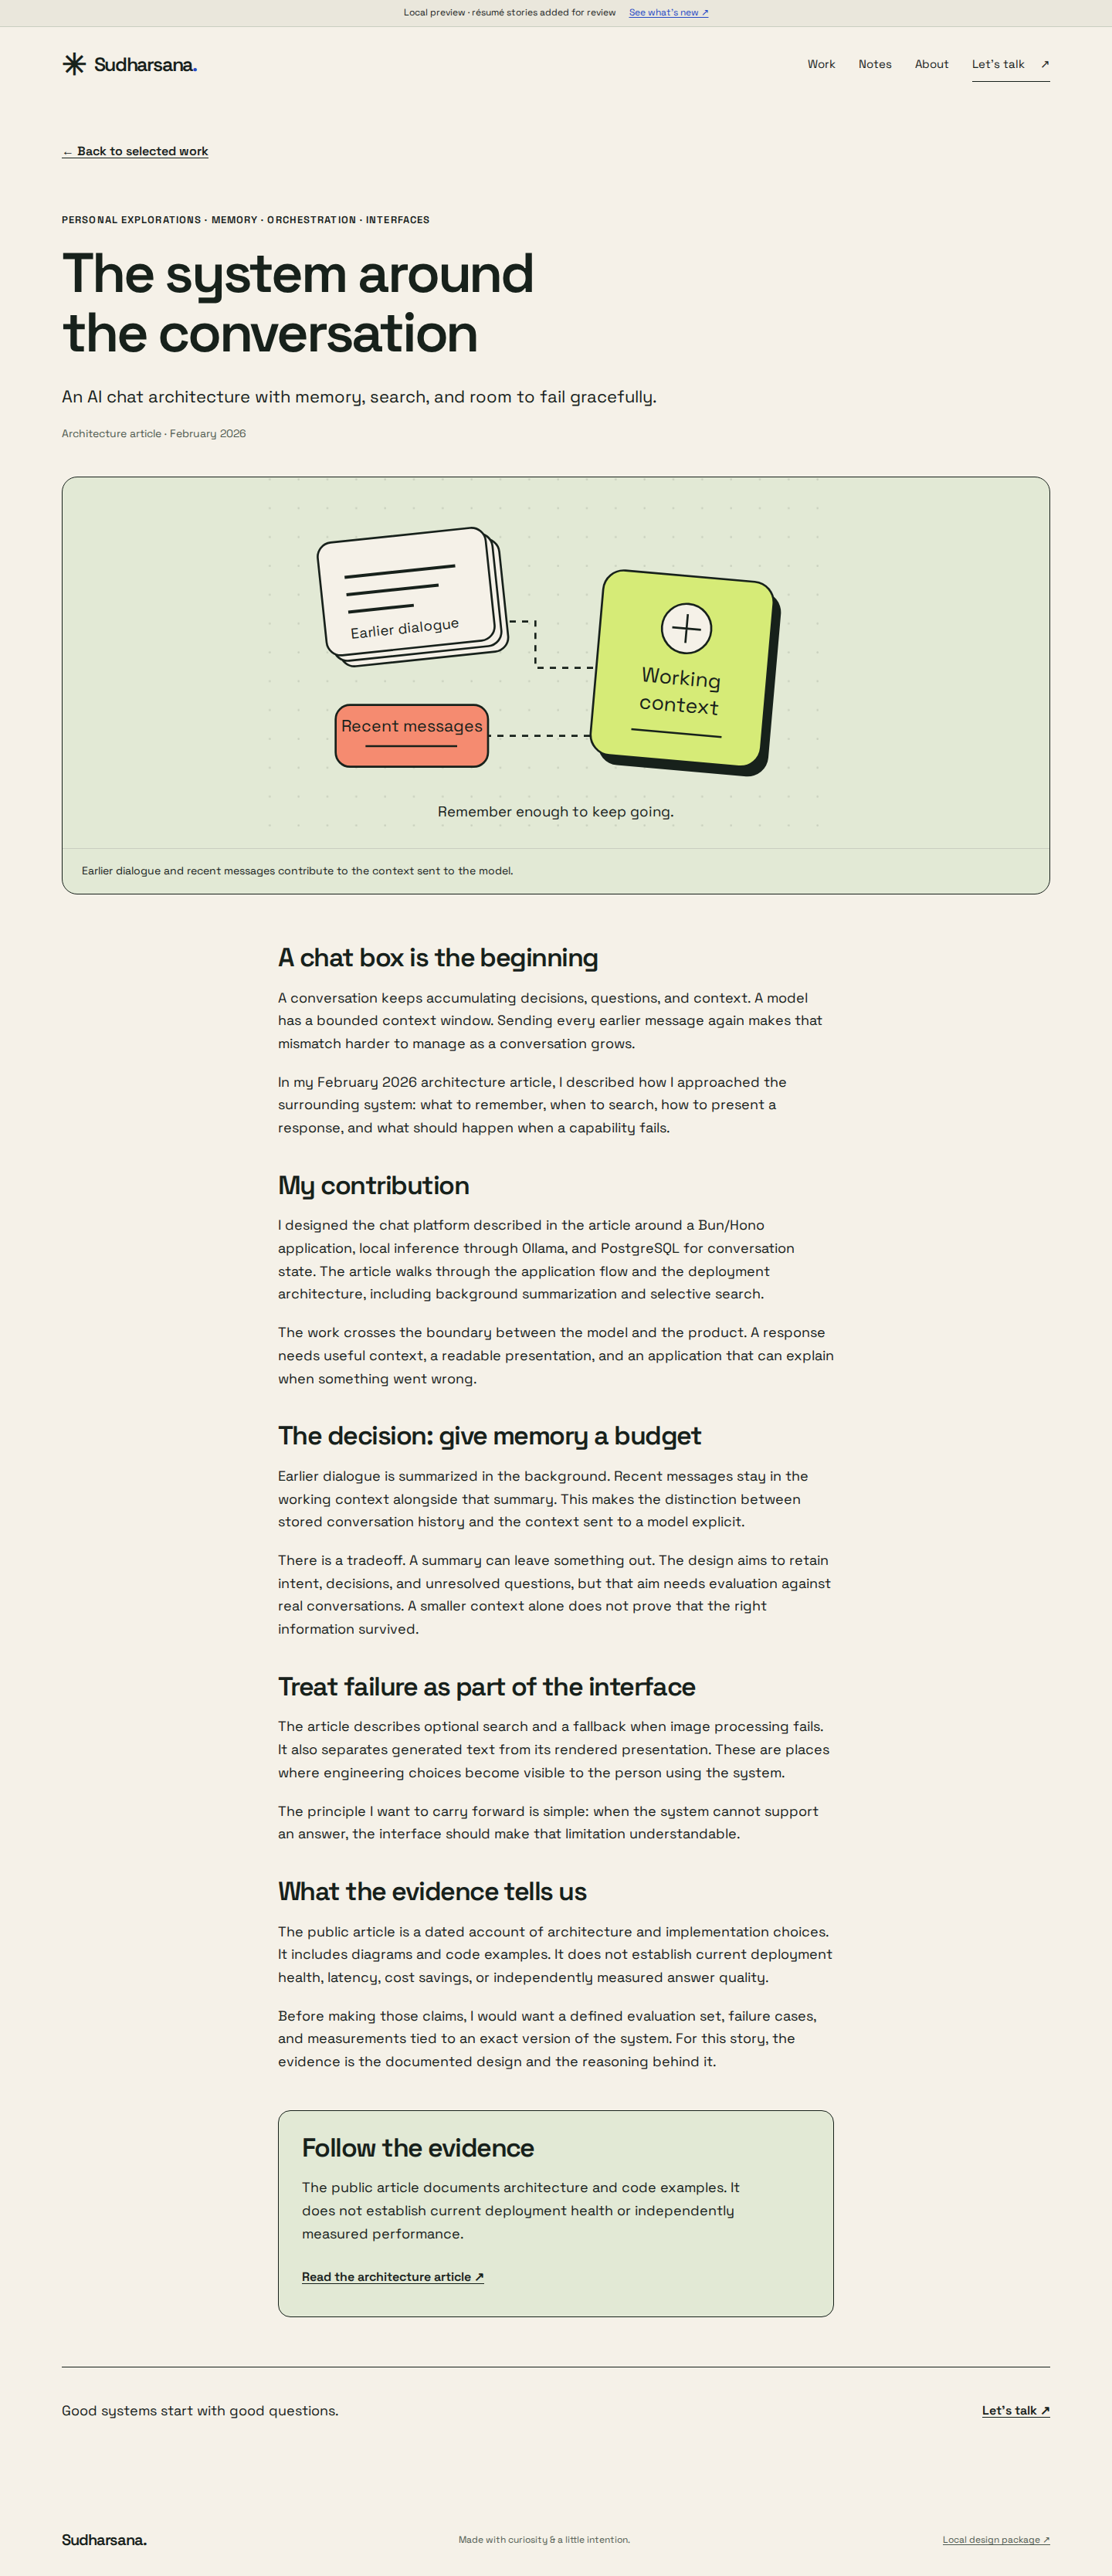 Local preview · résumé stories added for review See what's new ↗
Sudharsana.
Work Notes About Let's talk ↗
← Back to selected work
PERSONAL EXPLORATIONS · MEMORY · ORCHESTRATION · INTERFACES
The system around
the conversation
An AI chat architecture with memory, search, and room to fail gracefully.
Architecture article · February 2026
Earlier dialogue
Working
context
Recent messages
Remember enough to keep going.
Earlier dialogue and recent messages contribute to the context sent to the model.
A chat box is the beginning
A conversation keeps accumulating decisions, questions, and context. A model
has a bounded context window. Sending every earlier message again makes that
mismatch harder to manage as a conversation grows.
In my February 2026 architecture article, I described how I approached the
surrounding system: what to remember, when to search, how to present a
response, and what should happen when a capability fails.
My contribution
I designed the chat platform described in the article around a Bun/Hono
application, local inference through Ollama, and PostgreSQL for conversation
state. The article walks through the application flow and the deployment
architecture, including background summarization and selective search.
The work crosses the boundary between the model and the product. A response
needs useful context, a readable presentation, and an application that can explain
when something went wrong.
The decision: give memory a budget
Earlier dialogue is summarized in the background. Recent messages stay in the
working context alongside that summary. This makes the distinction between
stored conversation history and the context sent to a model explicit.
There is a tradeoff. A summary can leave something out. The design aims to retain
intent, decisions, and unresolved questions, but that aim needs evaluation against
real conversations. A smaller context alone does not prove that the right
information survived.
Treat failure as part of the interface
The article describes optional search and a fallback when image processing fails.
It also separates generated text from its rendered presentation. These are places
where engineering choices become visible to the person using the system.
The principle I want to carry forward is simple: when the system cannot support
an answer, the interface should make that limitation understandable.
What the evidence tells us
The public article is a dated account of architecture and implementation choices.
It includes diagrams and code examples. It does not establish current deployment
health, latency, cost savings, or independently measured answer quality.
Before making those claims, I would want a defined evaluation set, failure cases,
and measurements tied to an exact version of the system. For this story, the
evidence is the documented design and the reasoning behind it.
Follow the evidence
The public article documents architecture and code examples. It
does not establish current deployment health or independently
measured performance.
Read the architecture article ↗
Good systems start with good questions.
Let's talk ↗
Sudharsana.
Made with curiosity & a little intention.
Local design package ↗